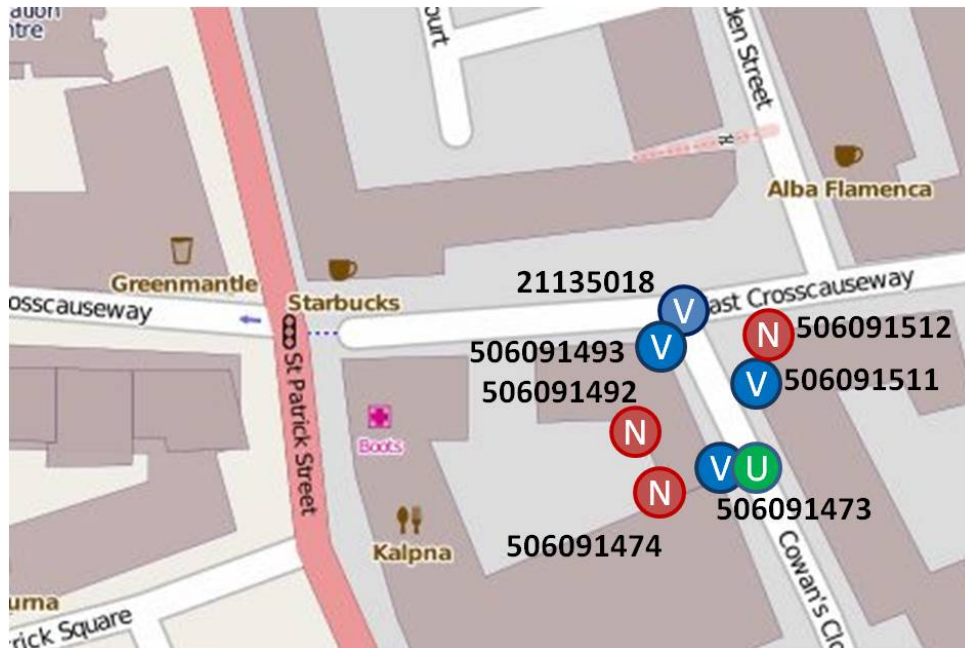 ation
ntre
ourt
den Street
Alba Flamenca
Greenmantle
Starbucks
osscauseway
ast Crosscauseway
21135018
V
506091493
V
506091492
N
N
506091512
V
506091511
N
506091474
V
U
506091473
St Patrick Street
Boots
Kalpna
Cowan's Clo
urna
rick Square